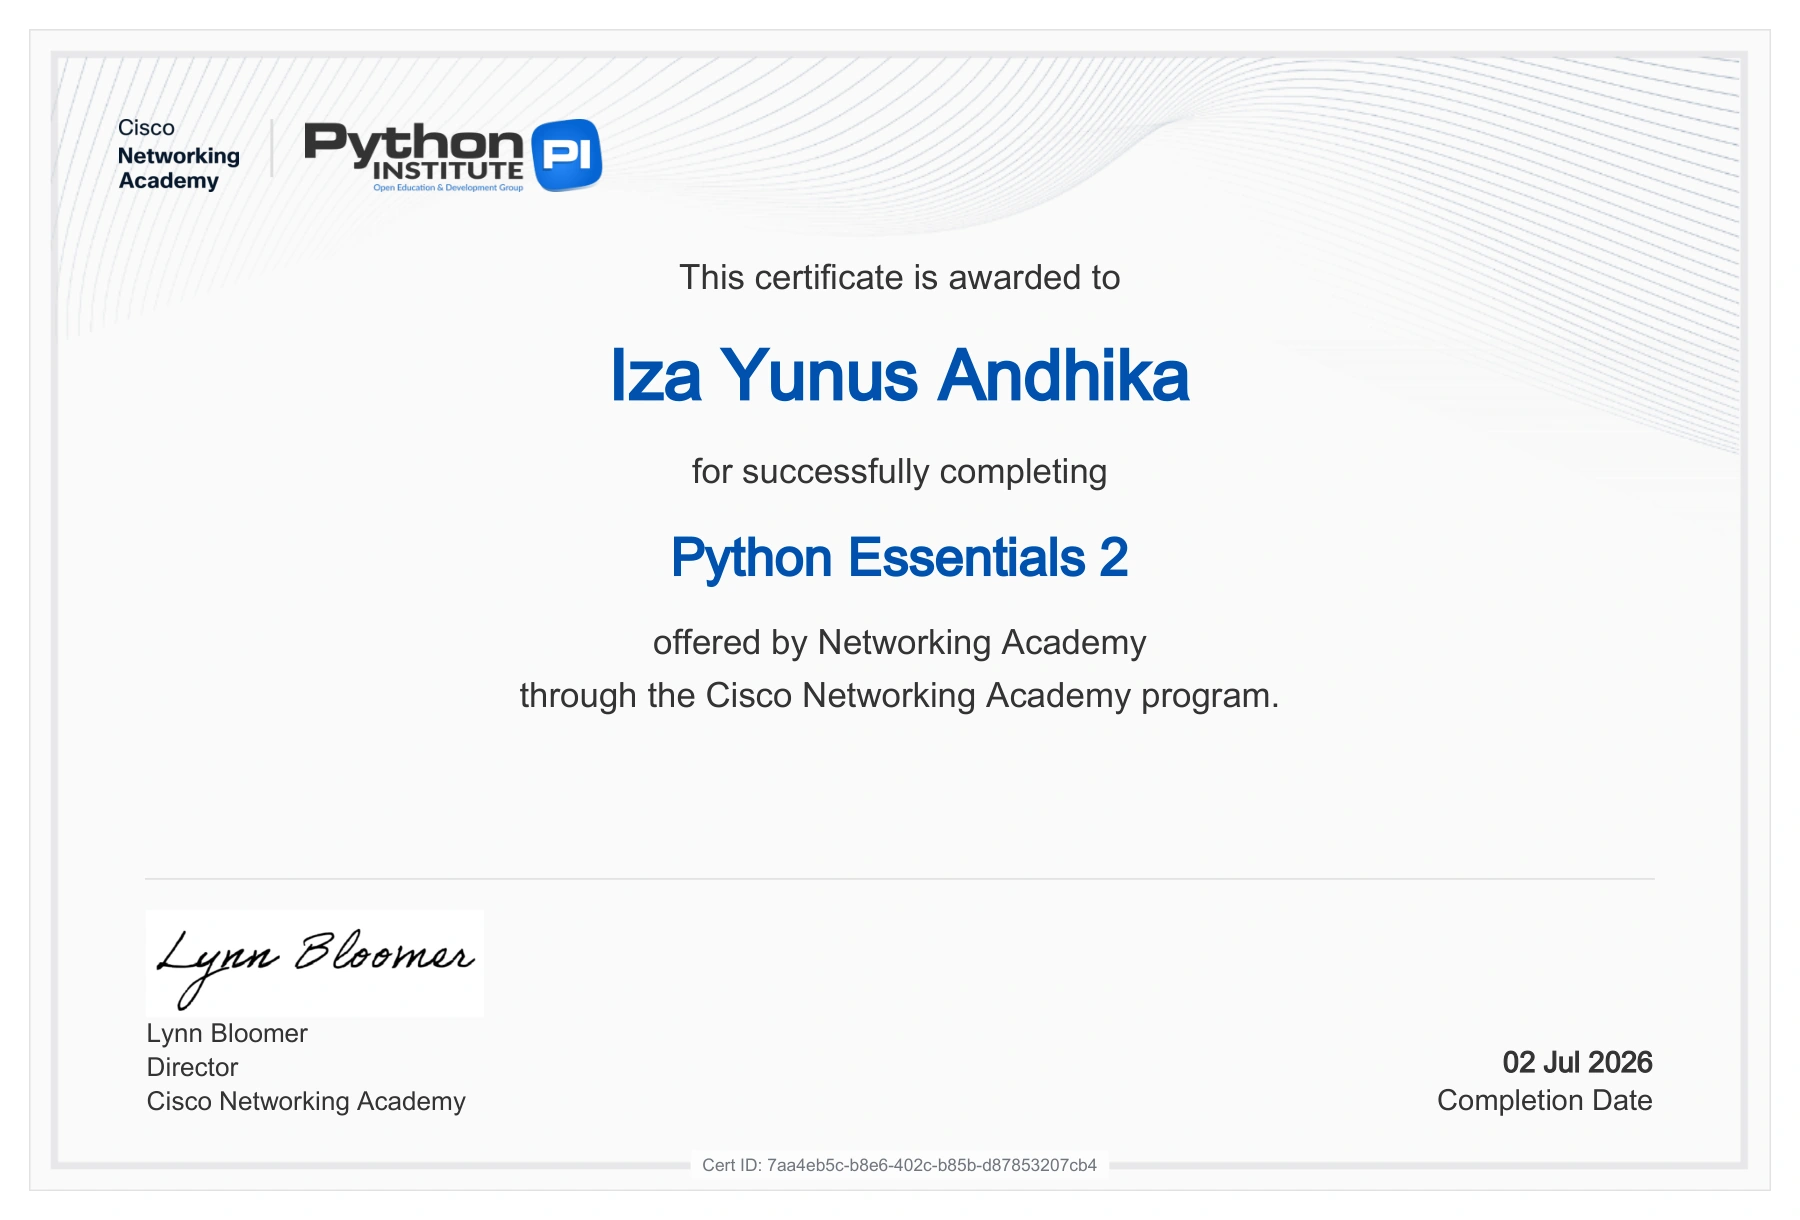 Cisco
Networking
Academy
Python
INSTITUTE
Open Education & Development Group
PI
This certificate is awarded to
Iza Yunus Andhika
for successfully completing
Python Essentials 2
offered by Networking Academy
through the Cisco Networking Academy program.
Lynn Bloomer
Lynn Bloomer
Director
Cisco Networking Academy
02 Jul 2026
Completion Date
Cert ID: 7aa4eb5c-b8e6-402c-b85b-d87853207cb4